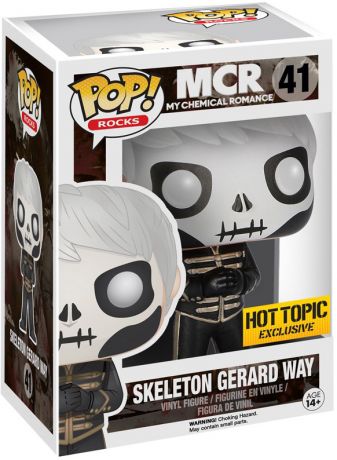 POP!
ROCKS
MCR 41
MY CHEMICAL ROMANCE
POP!
ROCKS
SKELETON GERARD WAY
41
HOT TOPIC
EXCLUSIVE
SKELETON GERARD WAY
VINYL FIGURE / FIGURINE EN VINYLE /
FIGURA DE VINIL
AGE
14+
WARNING! Choking Hazard.
May contain small parts.